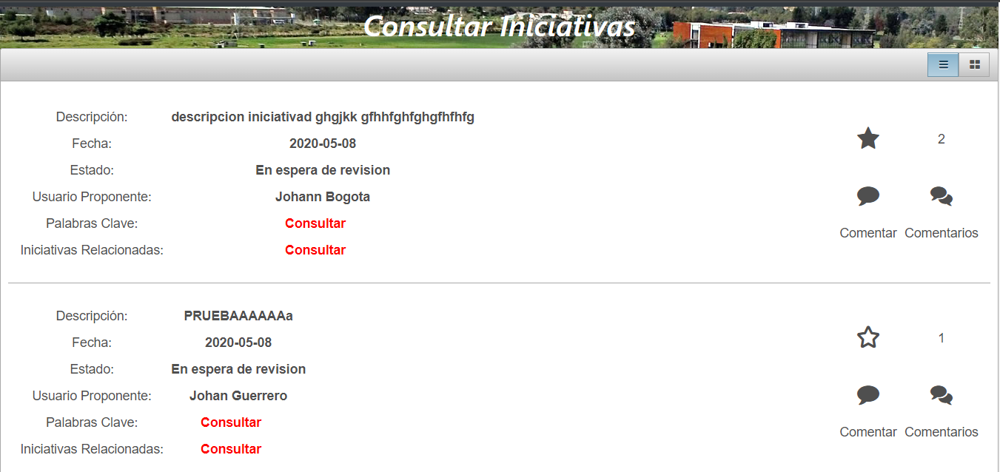 Consultar Iniciativas
Descripción: descripcion iniciativad ghgjkk gfhhfghfghgfhfhfg
Fecha: 2020-05-08
Estado: En espera de revision
Usuario Proponente: Johann Bogota
Palabras Clave: Consultar
Iniciativas Relacionadas: Consultar
2
Comentar Comentarios
Descripción: PRUEBAAAAAAa
Fecha: 2020-05-08
Estado: En espera de revision
Usuario Proponente: Johan Guerrero
Palabras Clave: Consultar
Iniciativas Relacionadas: Consultar
1
Comentar Comentarios